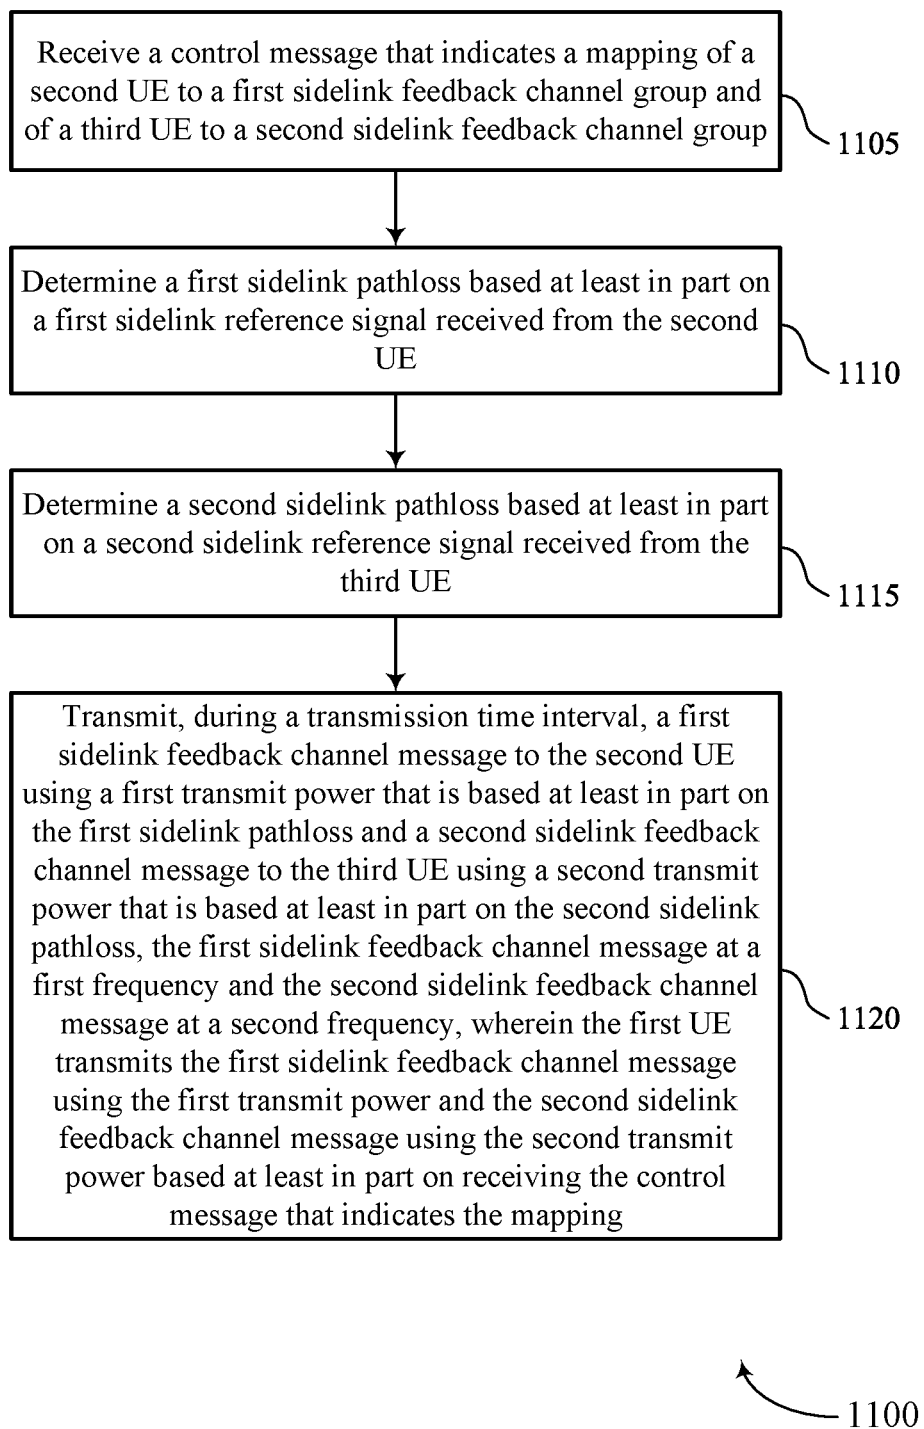 Receive a control message that indicates a mapping of a
second UE to a first sidelink feedback channel group and
of a third UE to a second sidelink feedback channel group
1105
Determine a first sidelink pathloss based at least in part on
a first sidelink reference signal received from the second
UE
1110
Determine a second sidelink pathloss based at least in part
on a second sidelink reference signal received from the
third UE
1115
Transmit, during a transmission time interval, a first
sidelink feedback channel message to the second UE
using a first transmit power that is based at least in part on
the first sidelink pathloss and a second sidelink feedback
channel message to the third UE using a second transmit
power that is based at least in part on the second sidelink
pathloss, the first sidelink feedback channel message at a
first frequency and the second sidelink feedback channel
message at a second frequency, wherein the first UE
transmits the first sidelink feedback channel message
using the first transmit power and the second sidelink
feedback channel message using the second transmit
power based at least in part on receiving the control
message that indicates the mapping
1120
1100